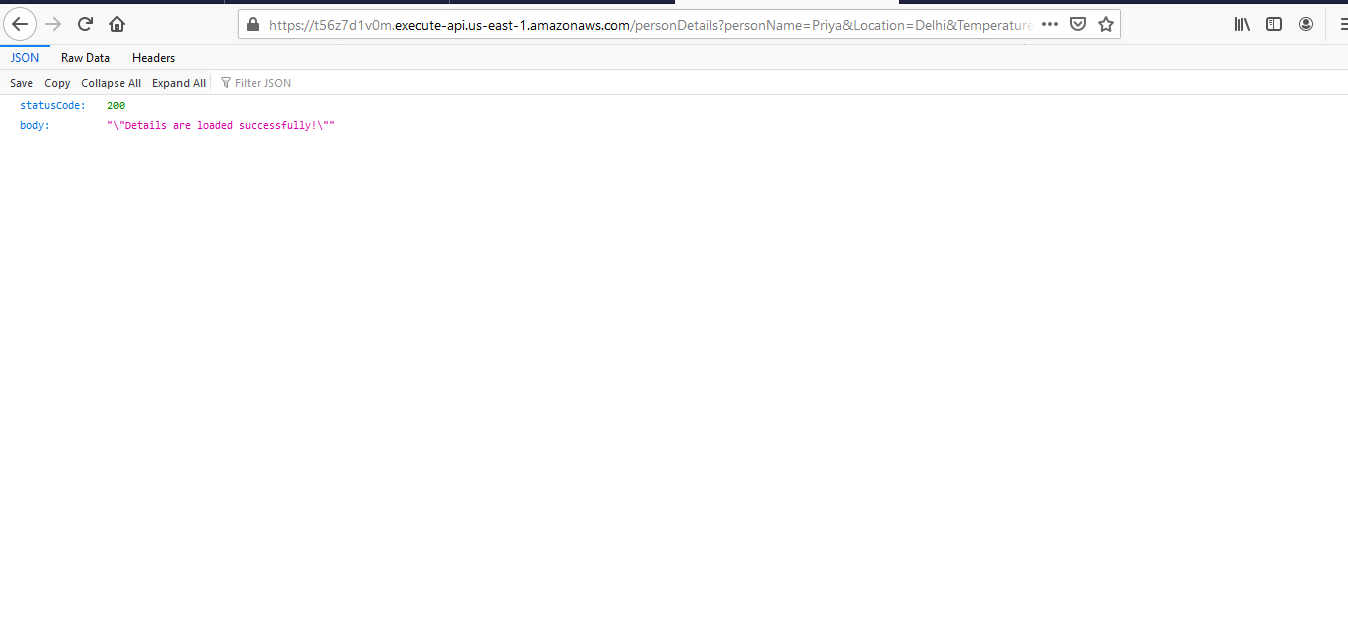 https://t56z7d1v0m.execute-api.us-east-1.amazonaws.com/personDetails?personName=Priya&Location=Delhi&Temperature
JSON Raw Data Headers
Save Copy Collapse All Expand All Filter JSON
statusCode: 200
body: "\"Details are loaded successfully!\""